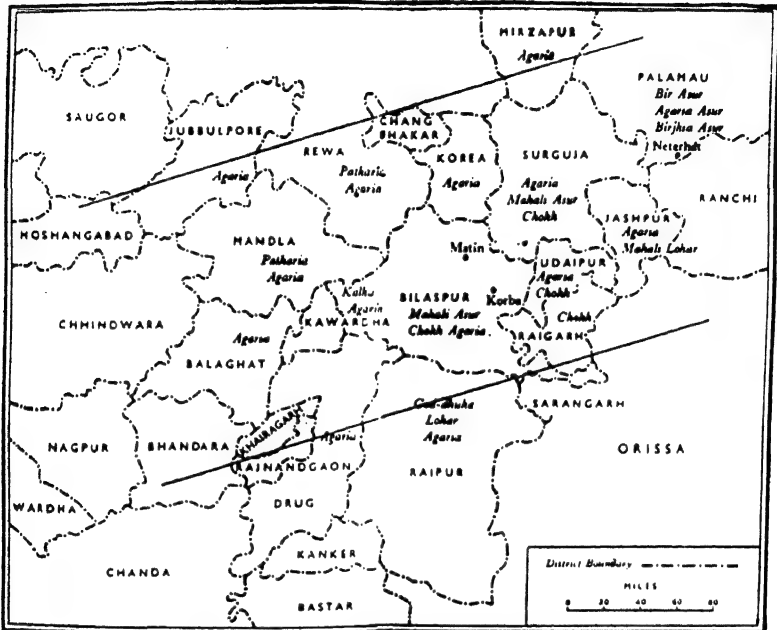 MIRZAPUR
Agaria
PALAMAU
Bir Asur
Agaria Asur
Birjhia Asur
Neterhat
SAUGOR
JUBBULPORE
Agaria
CHANG
BHAKAR
REWA
Patharia
Agaria
KOREA
Agaria
SURGUJA
Agaria
Mahali Asur
Chokh
RANCHI
JASHPUR
Agaria
Mahali Lohar
HOSHANGABAD
MANDLA
Patharia
Agaria
Matin
UDAIPUR
Agaria
Chokh
Korba
Kalha
Agaria
KAWARDHA
BILASPUR
Mahali Asur
Chokh Agaria
Chokh
RAIGARH
CHHINDWARA
Agaria
BALAGHAT
SARANGARH
NAGPUR
BHANDARA
KHAIRAGARH
Agaria
RAJNANDGAON
Lohar
Agaria
RAIPUR
ORISSA
WARDHA
DRUG
CHANDA
KANKER
BASTAR
District Boundary
MILES
0 20 40 60 80